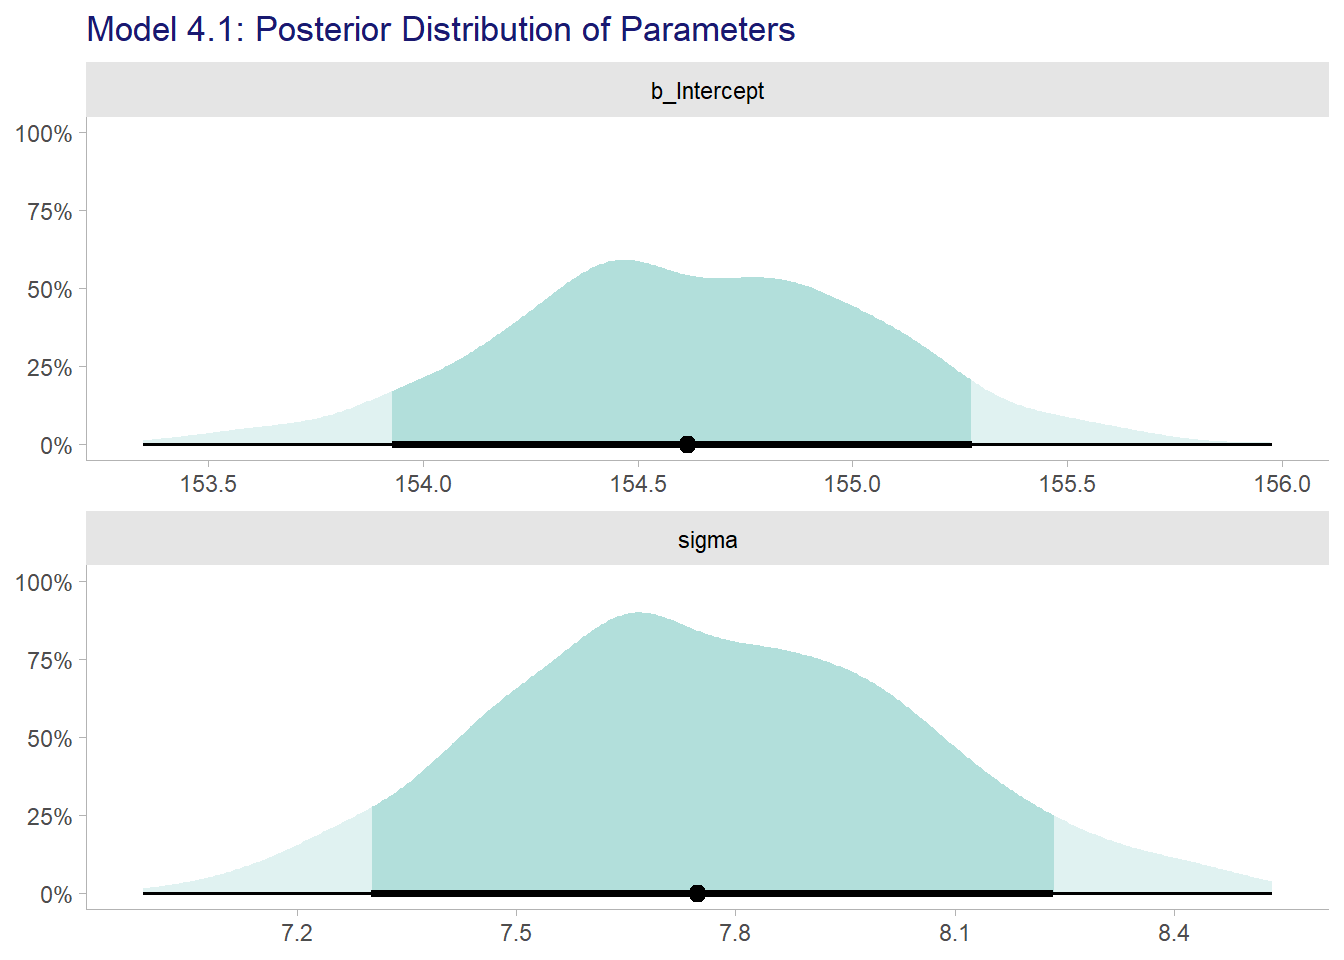 Model 4.1: Posterior Distribution of Parameters
b_Intercept
100%
75%
50%
25%
0%
153.5 154.0 154.5 155.0 155.5 156.0
sigma
100%
75%
50%
25%
0%
7.2 7.5 7.8 8.1 8.4